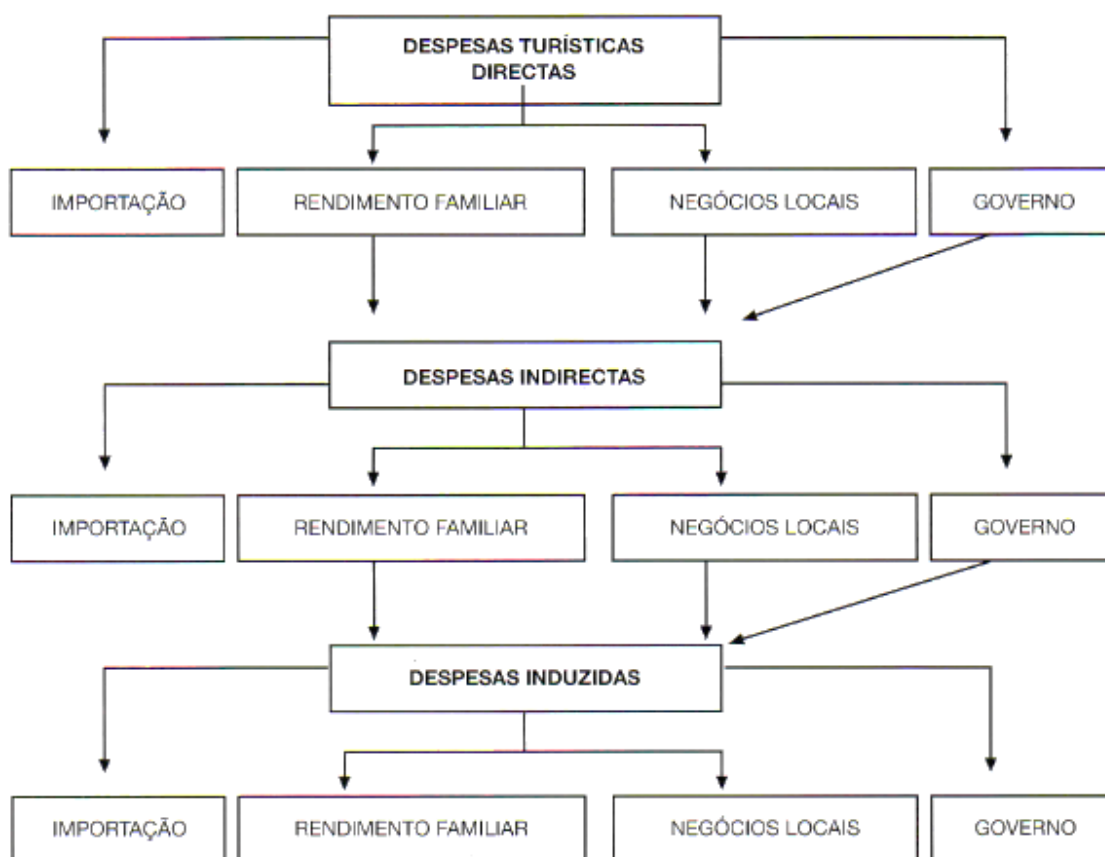 DESPESAS TURÍSTICAS
DIRECTAS
IMPORTAÇÃO
RENDIMENTO FAMILIAR
NEGÓCIOS LOCAIS
GOVERNO
DESPESAS INDIRECTAS
IMPORTAÇÃO
RENDIMENTO FAMILIAR
NEGÓCIOS LOCAIS
GOVERNO
DESPESAS INDUZIDAS
IMPORTAÇÃO
RENDIMENTO FAMILIAR
NEGÓCIOS LOCAIS
GOVERNO